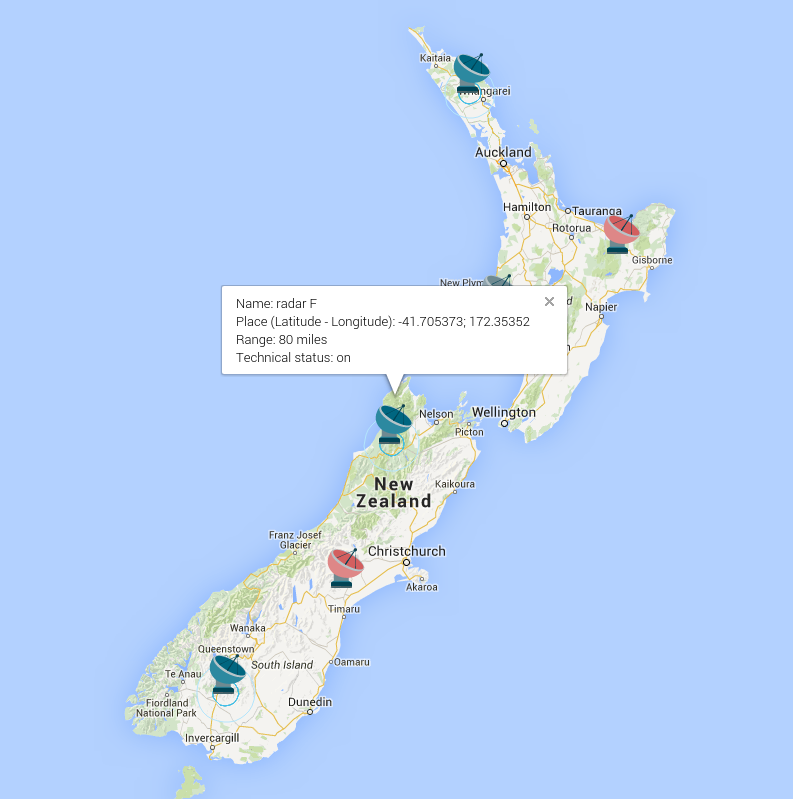 Kaitaia
Whangarei
Auckland
Hamilton
Tauranga
Rotorua
Gisborne
New Plym
Napier
Name: radar F
Place (Latitude - Longitude): -41.705373; 172.35352
Range: 80 miles
Technical status: on
Nelson
Wellington
Picton
New
Zealand
Kaikoura
Franz Josef
Glacier
Christchurch
Akaroa
Timaru
Wanaka
Queenstown
South Island
Oamaru
Te Anau
Fiordland
National Park
Dunedin
Invercargill